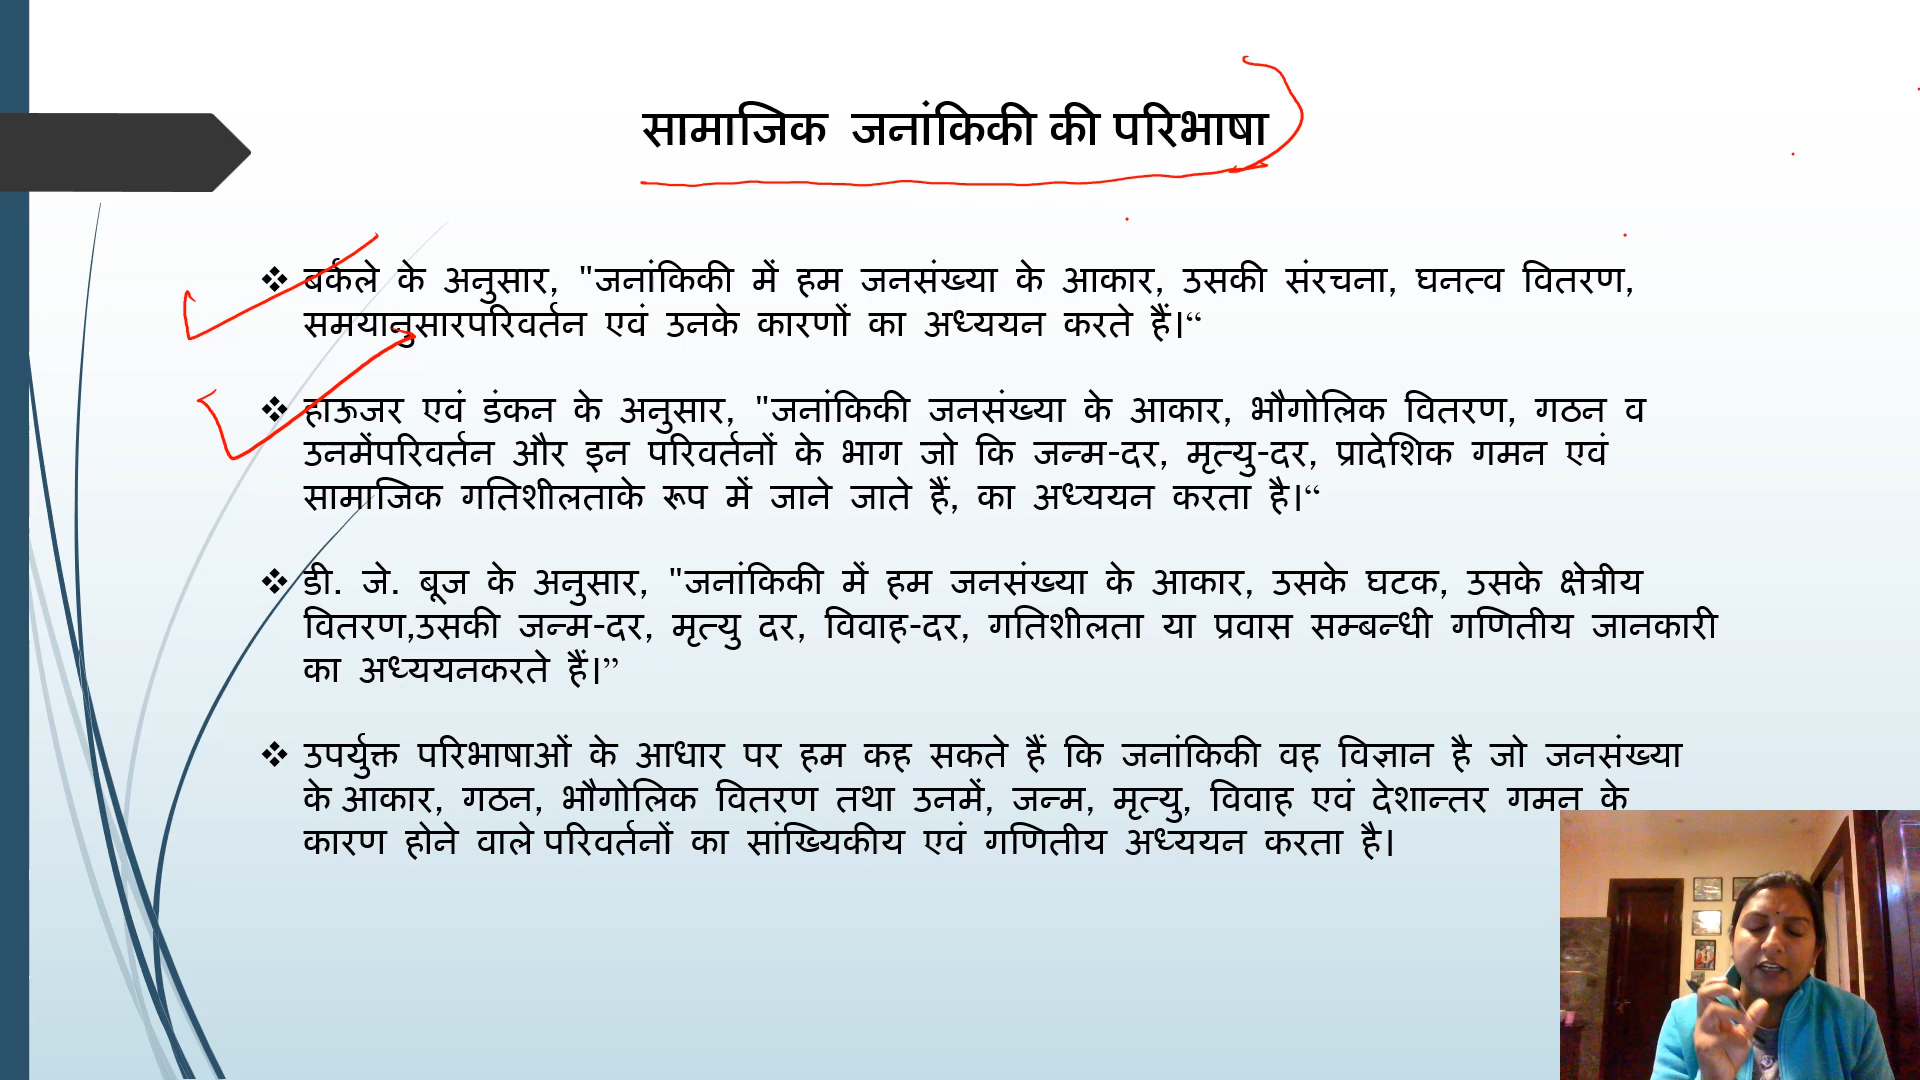 सामाजिक जनांकिकी की परिभाषा
❖ बर्कले के अनुसार, "जनांकिकी में हम जनसंख्या के आकार, उसकी संरचना, घनत्व वितरण,
समयानुसारपरिवर्तन एवं उनके कारणों का अध्ययन करते हैं।“
❖ हाऊजर एवं डंकन के अनुसार, "जनांकिकी जनसंख्या के आकार, भौगोलिक वितरण, गठन व
उनमेंपरिवर्तन और इन परिवर्तनों के भाग जो कि जन्म-दर, मृत्यु-दर, प्रादेशिक गमन एवं
सामाजिक गतिशीलताके रूप में जाने जाते हैं, का अध्ययन करता है।“
❖ डी. जे. बूज के अनुसार, "जनांकिकी में हम जनसंख्या के आकार, उसके घटक, उसके क्षेत्रीय
वितरण,उसकी जन्म-दर, मृत्यु दर, विवाह-दर, गतिशीलता या प्रवास सम्बन्धी गणितीय जानकारी
का अध्ययनकरते हैं।”
❖ उपर्युक्त परिभाषाओं के आधार पर हम कह सकते हैं कि जनांकिकी वह विज्ञान है जो जनसंख्या
के आकार, गठन, भौगोलिक वितरण तथा उनमें, जन्म, मृत्यु, विवाह एवं देशान्तर गमन के
कारण होने वाले परिवर्तनों का सांख्यिकीय एवं गणितीय अध्ययन करता है।